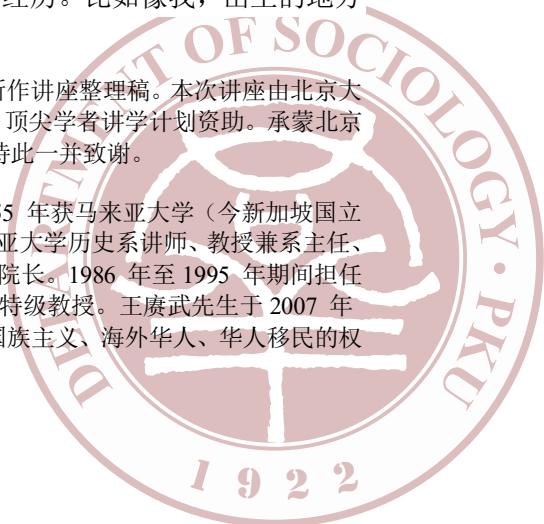 经历。比如像我，出生的地方
所作讲座整理稿。本次讲座由北京大
顶尖学者讲学计划资助。承蒙北京
特此一并致谢。
55 年获马来亚大学（今新加坡国立
亚大学历史系讲师、教授兼系主任、
院长。1986 年至 1995 年期间担任
特级教授。王赓武先生于 2007 年
国族主义、海外华人、华人移民的权
DEPARTMENT OF SOCIOLOGY · PKU
1922